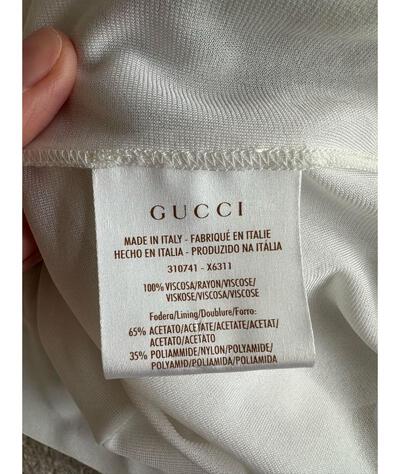 GUCCI
MADE IN ITALY - FABRIQUÉ EN ITALIE
HECHO EN ITALIA - PRODUZIDO NA ITÁLIA
310741 - X6311
100% VISCOSA/RAYON/VISCOSE/
VISKOSE/VISCOSA/VISCOSE
Fodera/Lining/Doublure/Forro:
65% ACETATO/ACETATE/ACETATE/ACETAT/
ACETATO/ACETATO
35% POLIAMMIDE/NYLON/POLYAMIDE/
POLYAMID/POLIAMIDA/POLIAMIDA